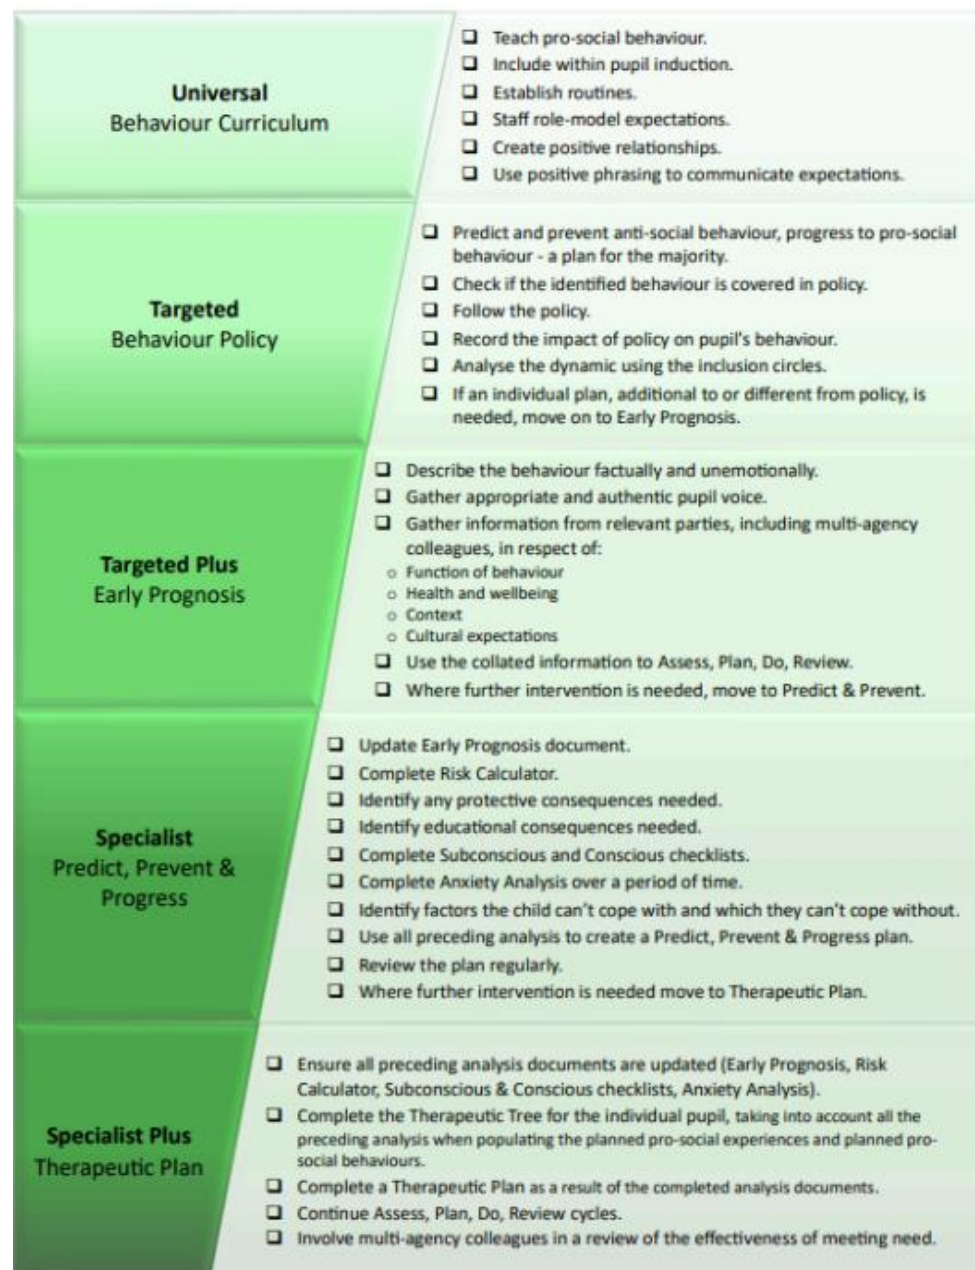 Universal
Behaviour Curriculum
❑ Teach pro-social behaviour.
❑ Include within pupil induction.
❑ Establish routines.
❑ Staff role-model expectations.
❑ Create positive relationships.
❑ Use positive phrasing to communicate expectations.
Targeted
Behaviour Policy
❑ Predict and prevent anti-social behaviour, progress to pro-social
behaviour - a plan for the majority.
❑ Check if the identified behaviour is covered in policy.
❑ Follow the policy.
❑ Record the impact of policy on pupil's behaviour.
❑ Analyse the dynamic using the inclusion circles.
❑ If an individual plan, additional to or different from policy, is
needed, move on to Early Prognosis.
Targeted Plus
Early Prognosis
❑ Describe the behaviour factually and unemotionally.
❑ Gather appropriate and authentic pupil voice.
❑ Gather information from relevant parties, including multi-agency
colleagues, in respect of:
o Function of behaviour
o Health and wellbeing
o Context
o Cultural expectations
❑ Use the collated information to Assess, Plan, Do, Review.
❑ Where further intervention is needed, move to Predict & Prevent.
Specialist
Predict, Prevent &
Progress
❑ Update Early Prognosis document.
❑ Complete Risk Calculator.
❑ Identify any protective consequences needed.
❑ Identify educational consequences needed.
❑ Complete Subconscious and Conscious checklists.
❑ Complete Anxiety Analysis over a period of time.
❑ Identify factors the child can't cope with and which they can't cope without.
❑ Use all preceding analysis to create a Predict, Prevent & Progress plan.
❑ Review the plan regularly.
❑ Where further intervention is needed move to Therapeutic Plan.
Specialist Plus
Therapeutic Plan
❑ Ensure all preceding analysis documents are updated (Early Prognosis, Risk
Calculator, Subconscious & Conscious checklists, Anxiety Analysis).
❑ Complete the Therapeutic Tree for the individual pupil, taking into account all the
preceding analysis when populating the planned pro-social experiences and planned pro-
social behaviours.
❑ Complete a Therapeutic Plan as a result of the completed analysis documents.
❑ Continue Assess, Plan, Do, Review cycles.
❑ Involve multi-agency colleagues in a review of the effectiveness of meeting need.